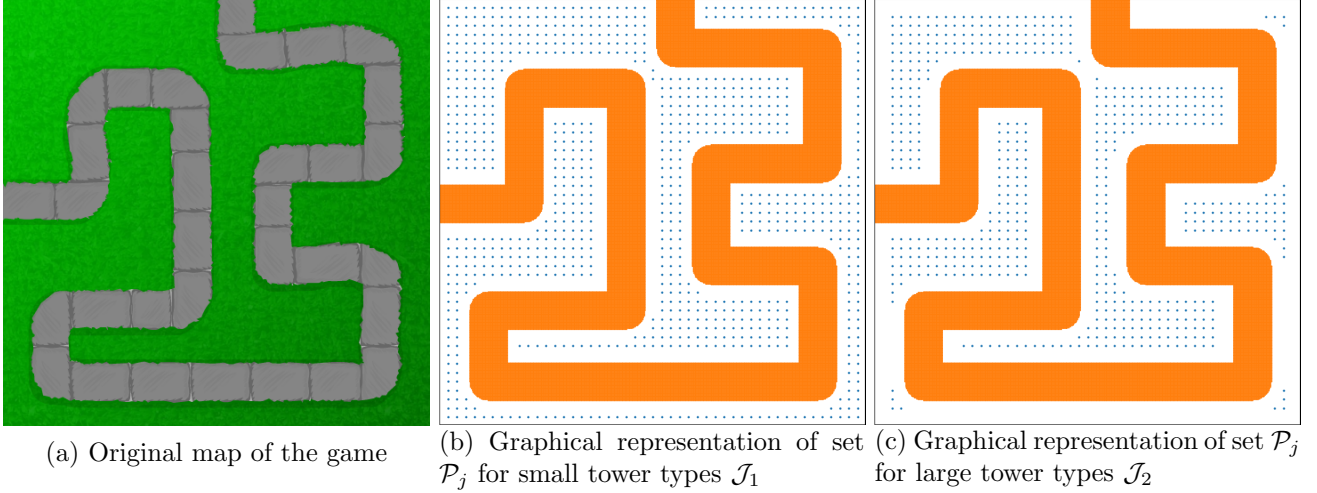 (a) Original map of the game
(b) Graphical representation of set
𝒫ⱼ for small tower types 𝒥₁
(c) Graphical representation of set 𝒫ⱼ
for large tower types 𝒥₂